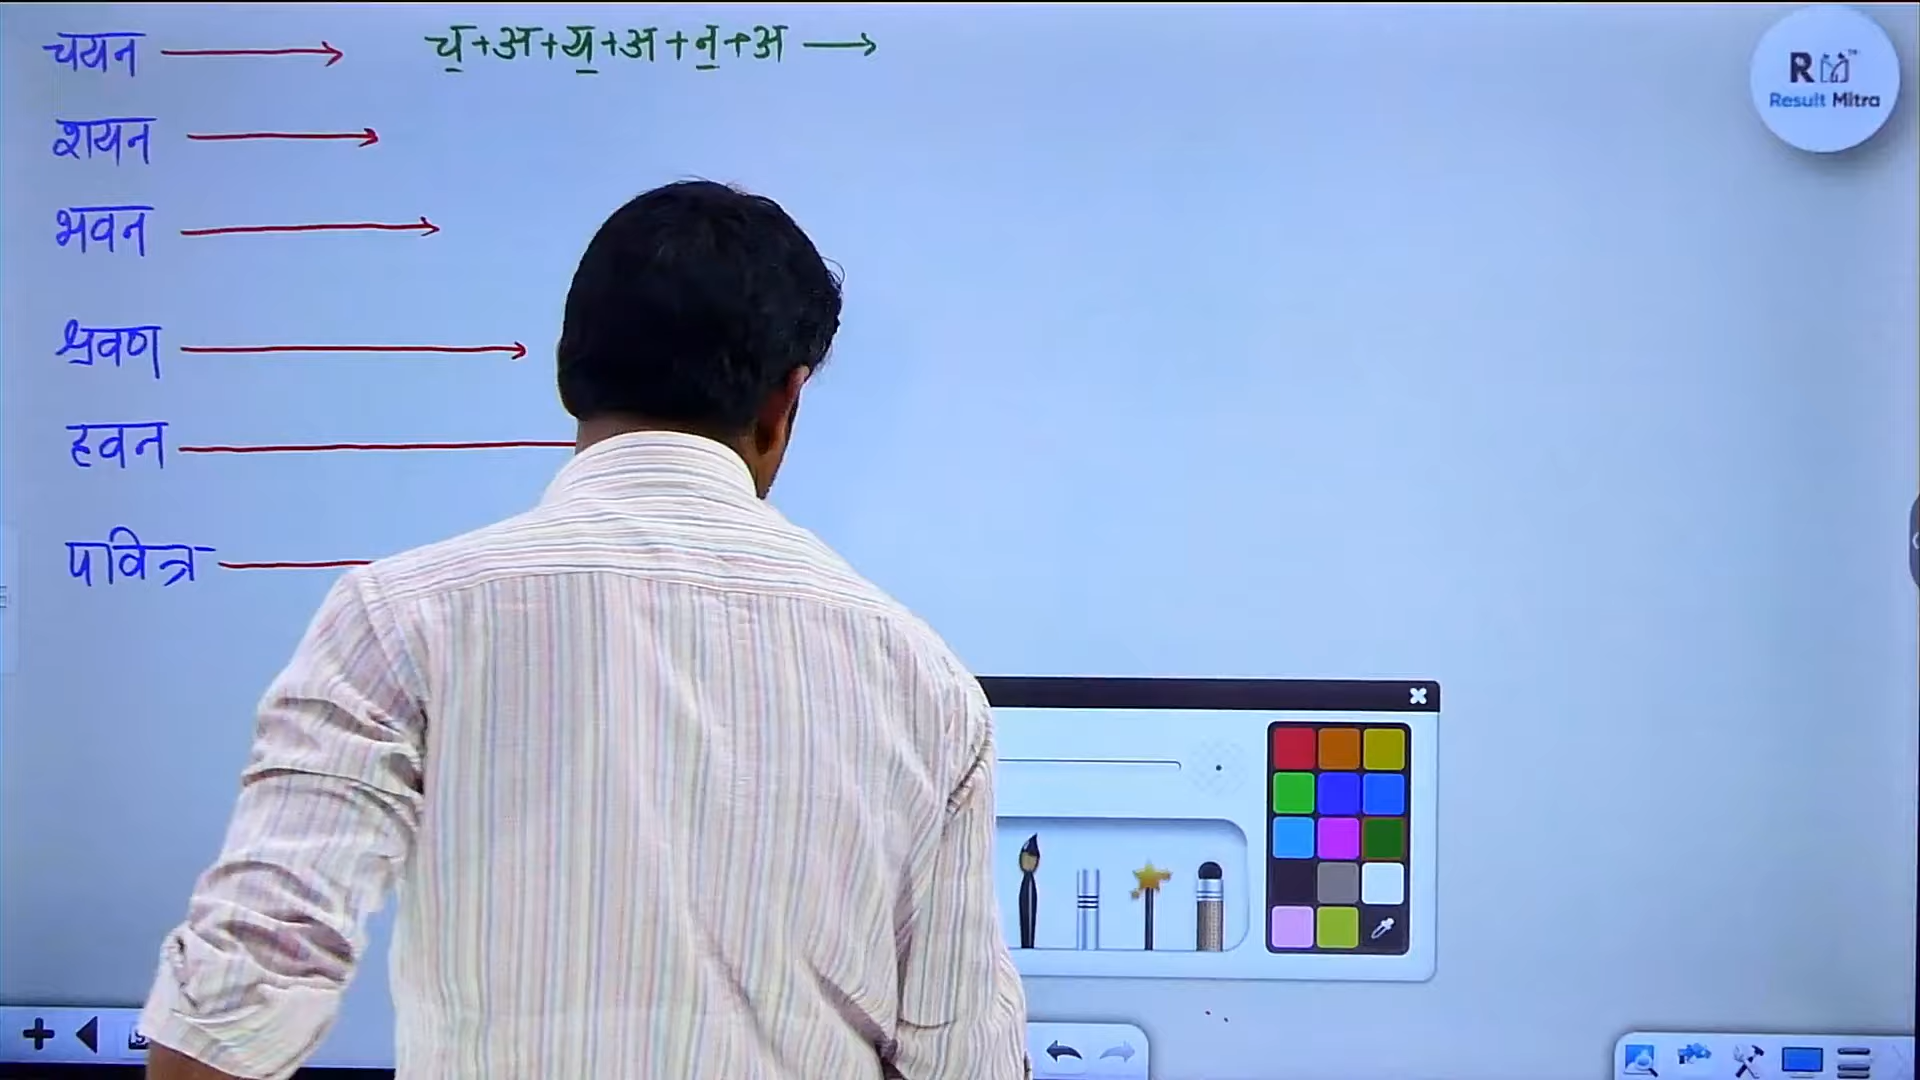 चयन → च्+अ+य्+अ+न्+अ →
शयन →
भवन →
श्रवण →
हवन
पवित्र
R
Result Mitra